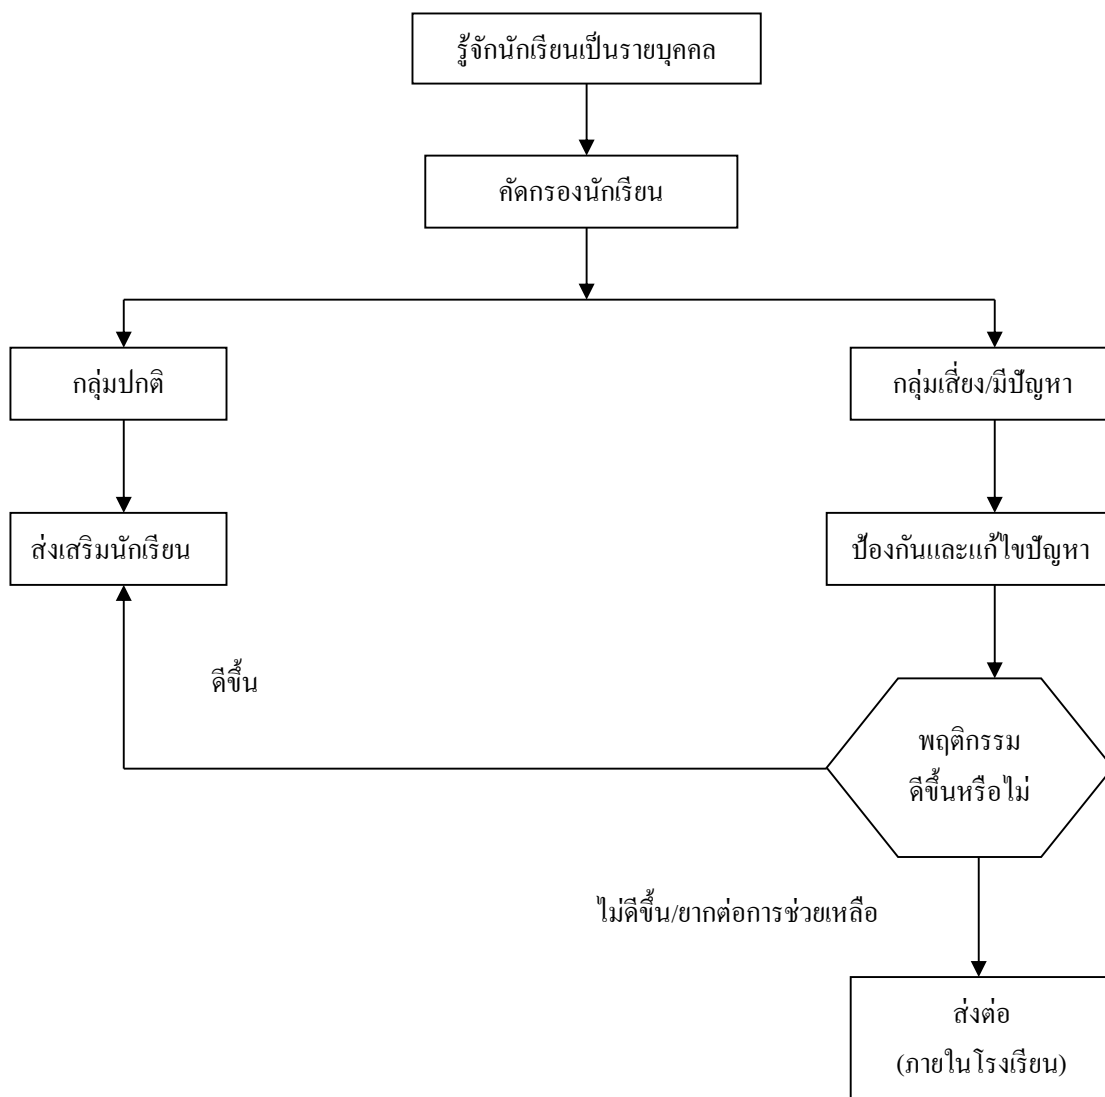 รู้จักนักเรียนเป็นรายบุคคล
คัดกรองนักเรียน
กลุ่มปกติ
กลุ่มเสี่ยง/มีปัญหา
ส่งเสริมนักเรียน
ป้องกันและแก้ไขปัญหา
ดีขึ้น
พฤติกรรม
ดีขึ้นหรือไม่
ไม่ดีขึ้น/ยากต่อการช่วยเหลือ
ส่งต่อ
(ภายในโรงเรียน)